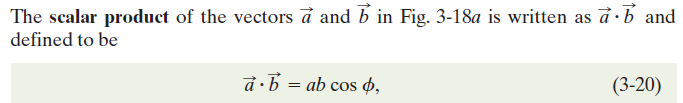 The scalar product of the vectors a⃗ and b⃗ in Fig. 3-18a is written as a⃗ · b⃗ and
defined to be
a⃗ · b⃗ = ab cos ϕ, (3-20)